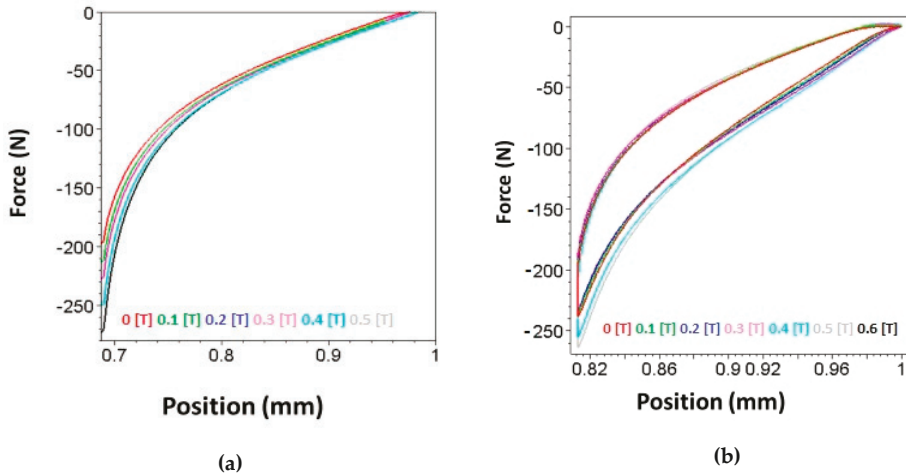 0
-50
-100
-150
-200
-250
Force (N)
0 [T] 0.1 [T] 0.2 [T] 0.3 [T] 0.4 [T] 0.5 [T]
0.7 0.8 0.9 1
Position (mm)
(a)
0
-50
-100
-150
-200
-250
Force (N)
0 [T] 0.1 [T] 0.2 [T] 0.3 [T] 0.4 [T] 0.5 [T] 0.6 [T]
0.82 0.86 0.9 0.92 0.96 1
Position (mm)
(b)